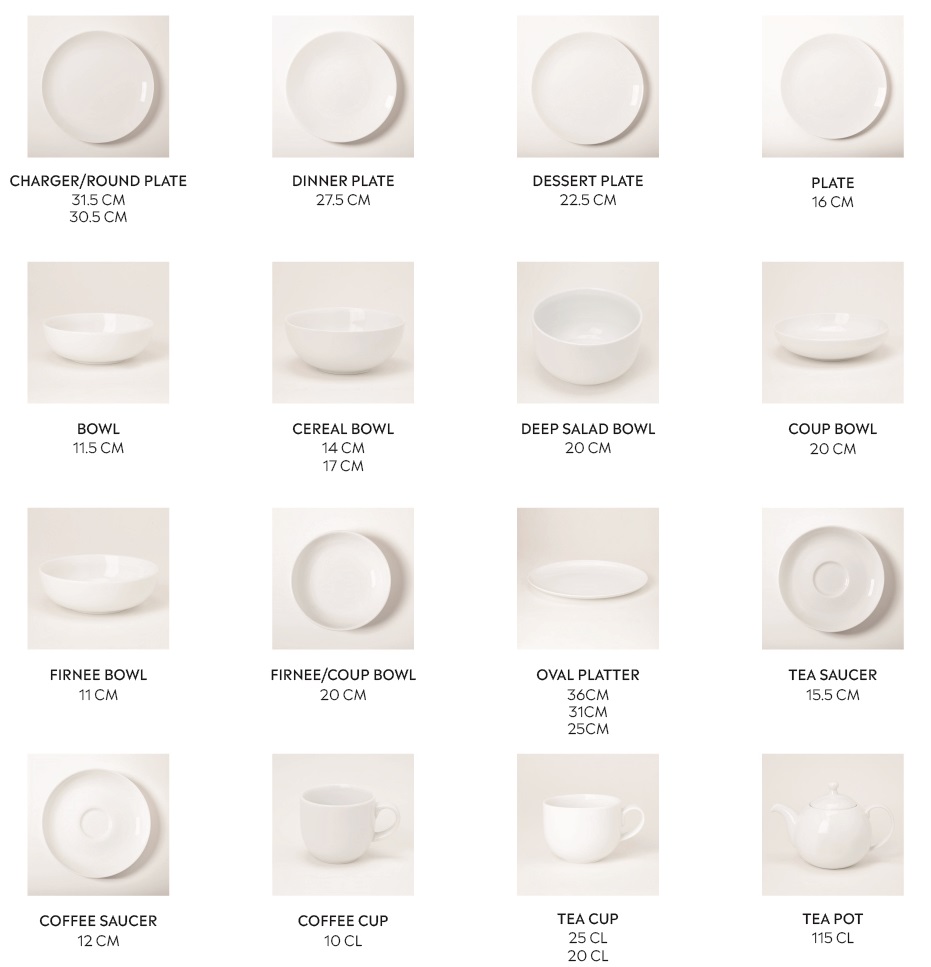 CHARGER/ROUND PLATE
31.5 CM
30.5 CM
DINNER PLATE
27.5 CM
DESSERT PLATE
22.5 CM
PLATE
16 CM
BOWL
11.5 CM
CEREAL BOWL
14 CM
17 CM
DEEP SALAD BOWL
20 CM
COUP BOWL
20 CM
FIRNEE BOWL
11 CM
FIRNEE/COUP BOWL
20 CM
OVAL PLATTER
36CM
31CM
25CM
TEA SAUCER
15.5 CM
COFFEE SAUCER
12 CM
COFFEE CUP
10 CL
TEA CUP
25 CL
20 CL
TEA POT
115 CL